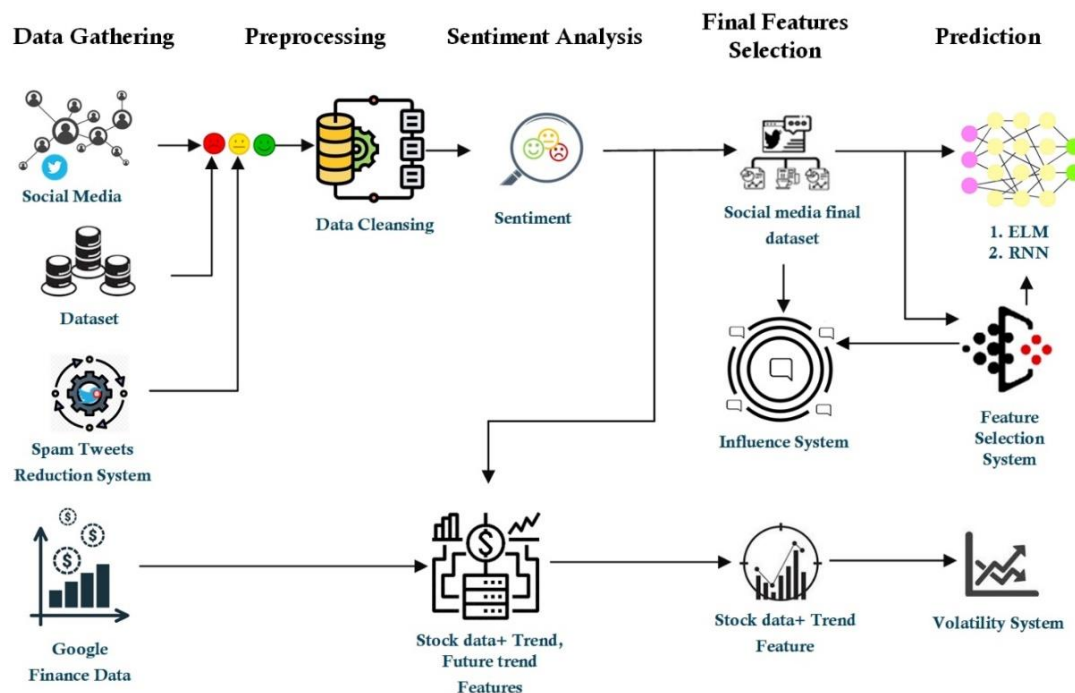 Data Gathering
Preprocessing
Sentiment Analysis
Final Features
Selection
Prediction
Social Media
Data Cleansing
Sentiment
Social media final
dataset
1. ELM
2. RNN
Dataset
Spam Tweets
Reduction System
Influence System
Feature
Selection
System
Google
Finance Data
Stock data+ Trend,
Future trend
Features
Stock data+ Trend
Feature
Volatility System